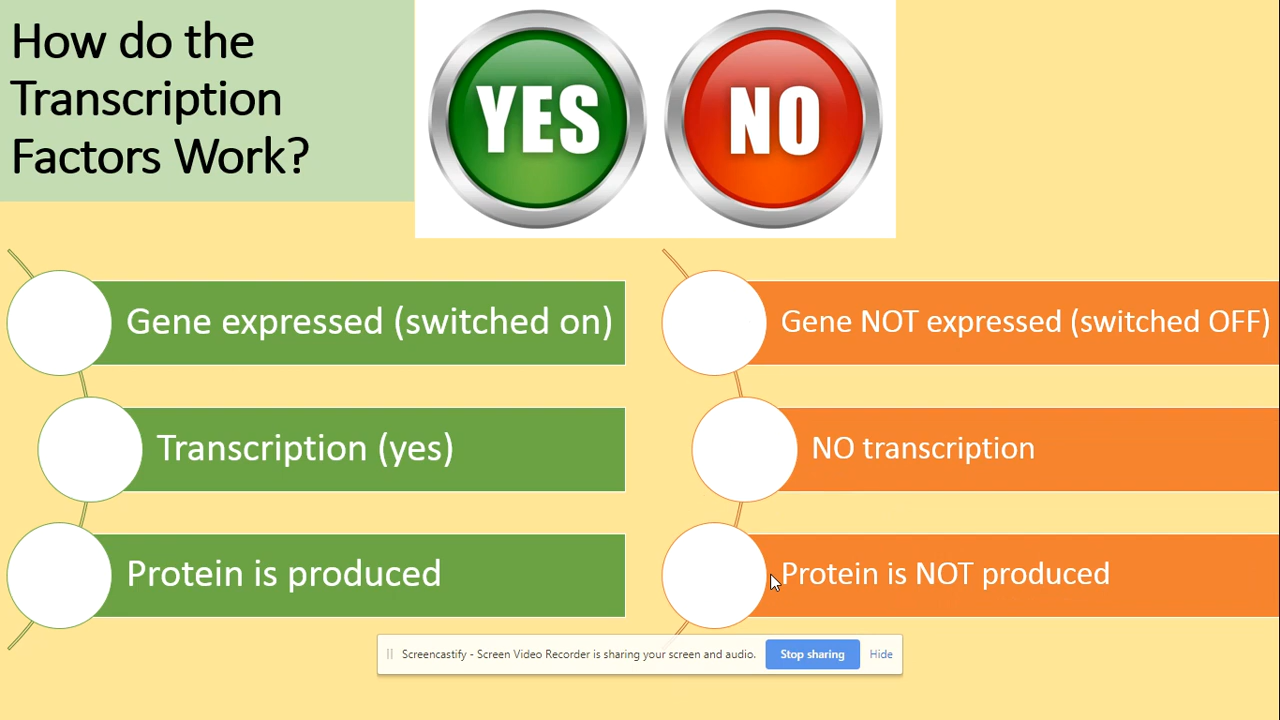 How do the
Transcription
Factors Work?
YES
NO
Gene expressed (switched on)
Transcription (yes)
Protein is produced
Gene NOT expressed (switched OFF)
NO transcription
Protein is NOT produced
Screencastify - Screen Video Recorder is sharing your screen and audio.
Stop sharing
Hide